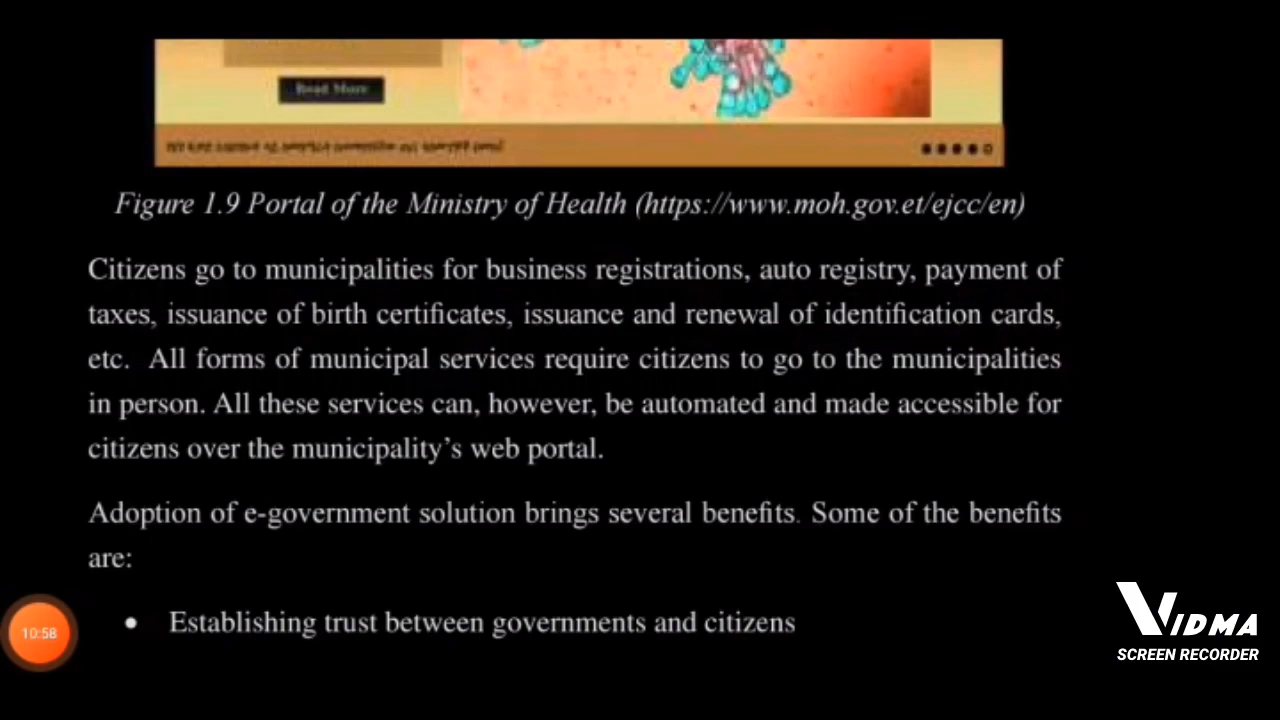 Read More
Figure 1.9 Portal of the Ministry of Health (https://www.moh.gov.et/ejcc/en)
Citizens go to municipalities for business registrations, auto registry, payment of
taxes, issuance of birth certificates, issuance and renewal of identification cards,
etc. All forms of municipal services require citizens to go to the municipalities
in person. All these services can, however, be automated and made accessible for
citizens over the municipality’s web portal.
Adoption of e-government solution brings several benefits. Some of the benefits
are:
• Establishing trust between governments and citizens
10:58
VIDMA
SCREEN RECORDER